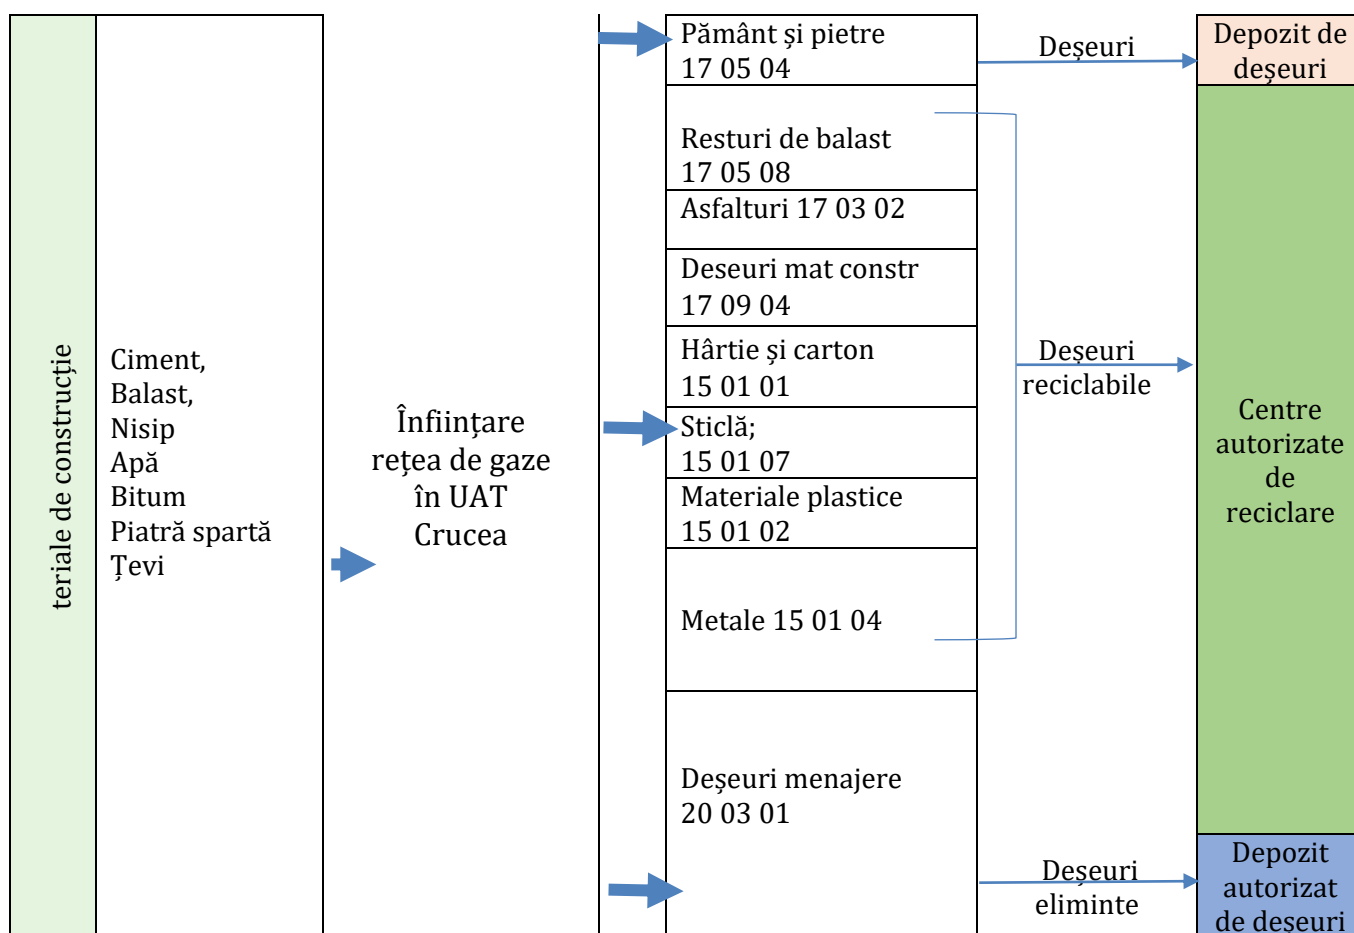 teriale de construcție
Ciment,
Balast,
Nisip
Apă
Bitum
Piatră spartă
Țevi
Înființare
rețea de gaze
în UAT
Crucea
Pământ și pietre
17 05 04
Resturi de balast
17 05 08
Asfalturi 17 03 02
Deseuri mat constr
17 09 04
Hârtie și carton
15 01 01
Sticlă;
15 01 07
Materiale plastice
15 01 02
Metale 15 01 04
Deșeuri menajere
20 03 01
Deșeuri
Deșeuri
reciclabile
Deșeuri
eliminte
Depozit de
deșeuri
Centre
autorizate
de
reciclare
Depozit
autorizat
de deșeuri